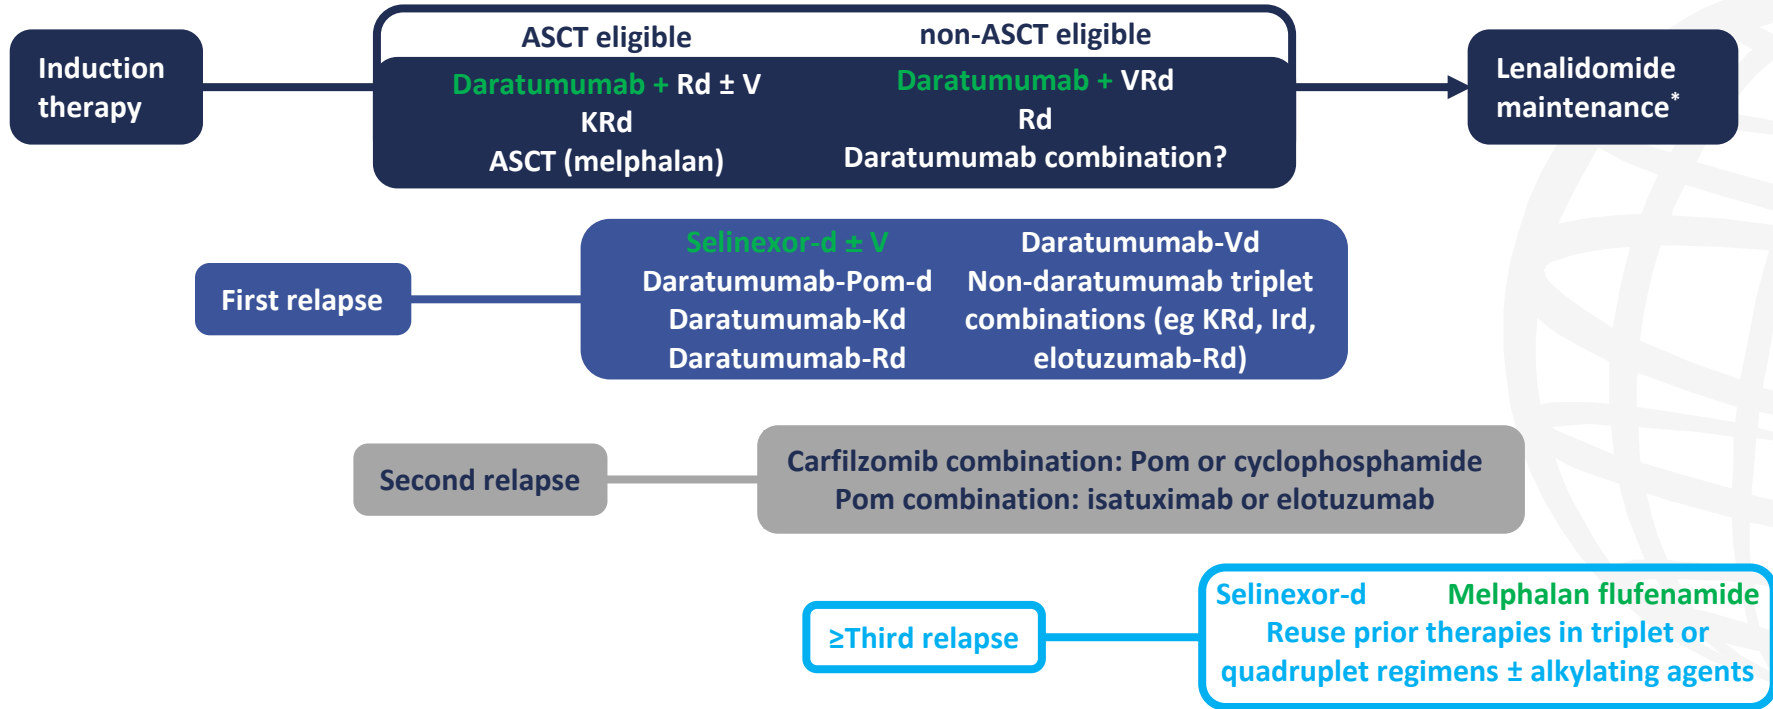 Induction
therapy
ASCT eligible
Daratumumab + Rd ± V
KRd
ASCT (melphalan)
non-ASCT eligible
Daratumumab + VRd
Rd
Daratumumab combination?
Lenalidomide
maintenance*
First relapse
Selinexor-d ± V
Daratumumab-Pom-d
Daratumumab-Kd
Daratumumab-Rd
Daratumumab-Vd
Non-daratumumab triplet
combinations (eg KRd, Ird,
elotuzumab-Rd)
Second relapse
Carfilzomib combination: Pom or cyclophosphamide
Pom combination: isatuximab or elotuzumab
≥Third relapse
Selinexor-d Melphalan flufenamide
Reuse prior therapies in triplet or
quadruplet regimens ± alkylating agents